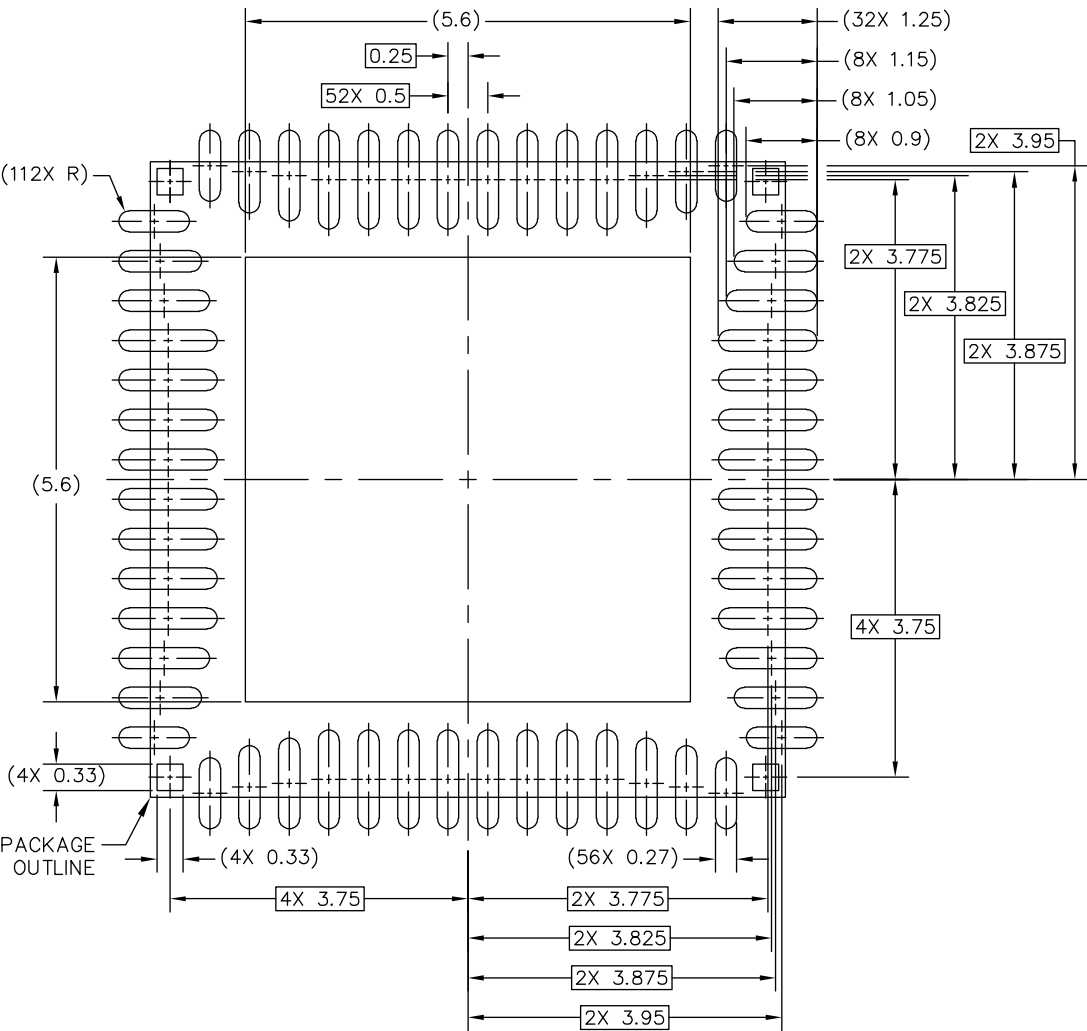 (5.6)
(32X 1.25)
0.25
(8X 1.15)
52X 0.5
(8X 1.05)
(8X 0.9)
2X 3.95
(112X R)
2X 3.775
2X 3.825
2X 3.875
(5.6)
4X 3.75
(4X 0.33)
PACKAGE
OUTLINE
(4X 0.33)
(56X 0.27)
4X 3.75
2X 3.775
2X 3.825
2X 3.875
2X 3.95